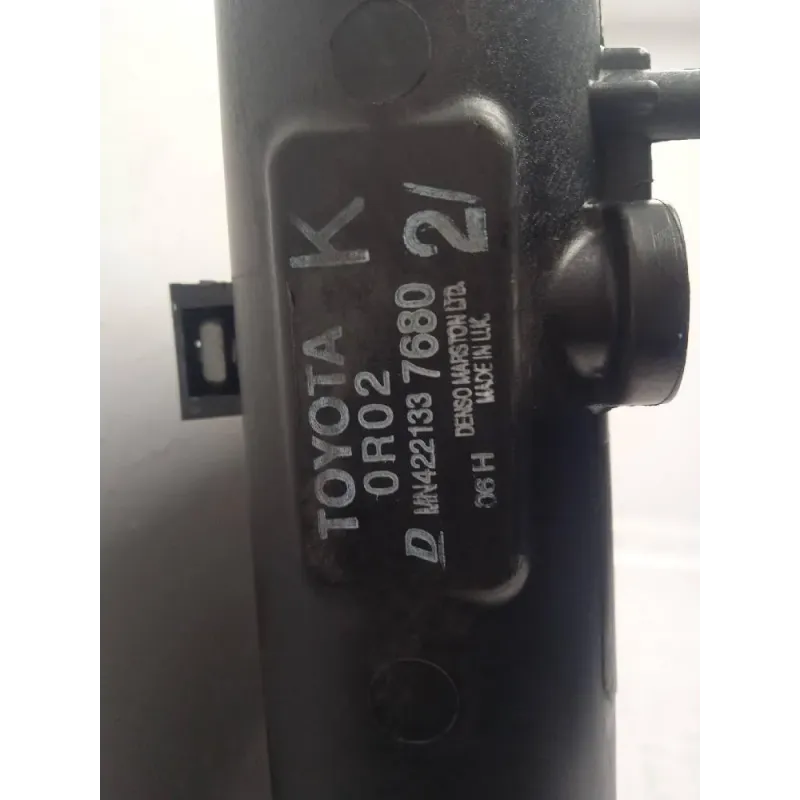 TOYOTA K
0R02
D MN422133 7680 2/
DENSO MARSTON LTD.
06 H MADE IN U.K.